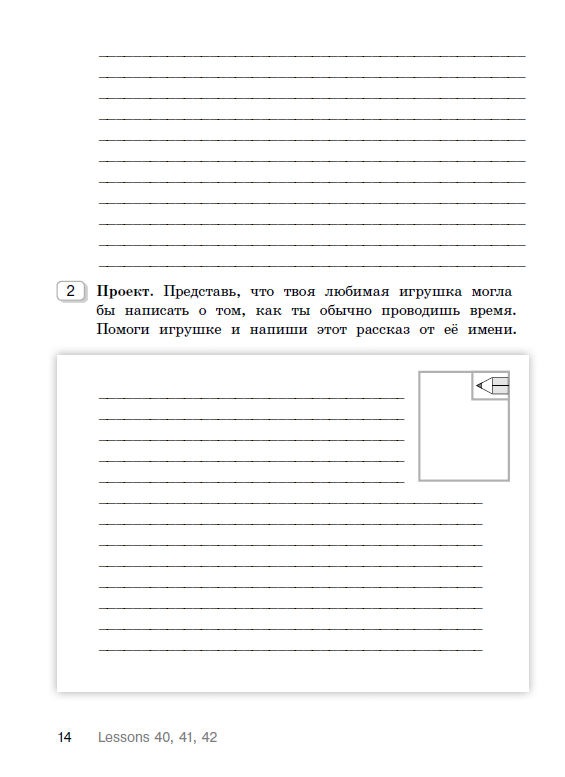 2 Проект. Представь, что твоя любимая игрушка могла
бы написать о том, как ты обычно проводишь время.
Помоги игрушке и напиши этот рассказ от её имени.
14 Lessons 40, 41, 42